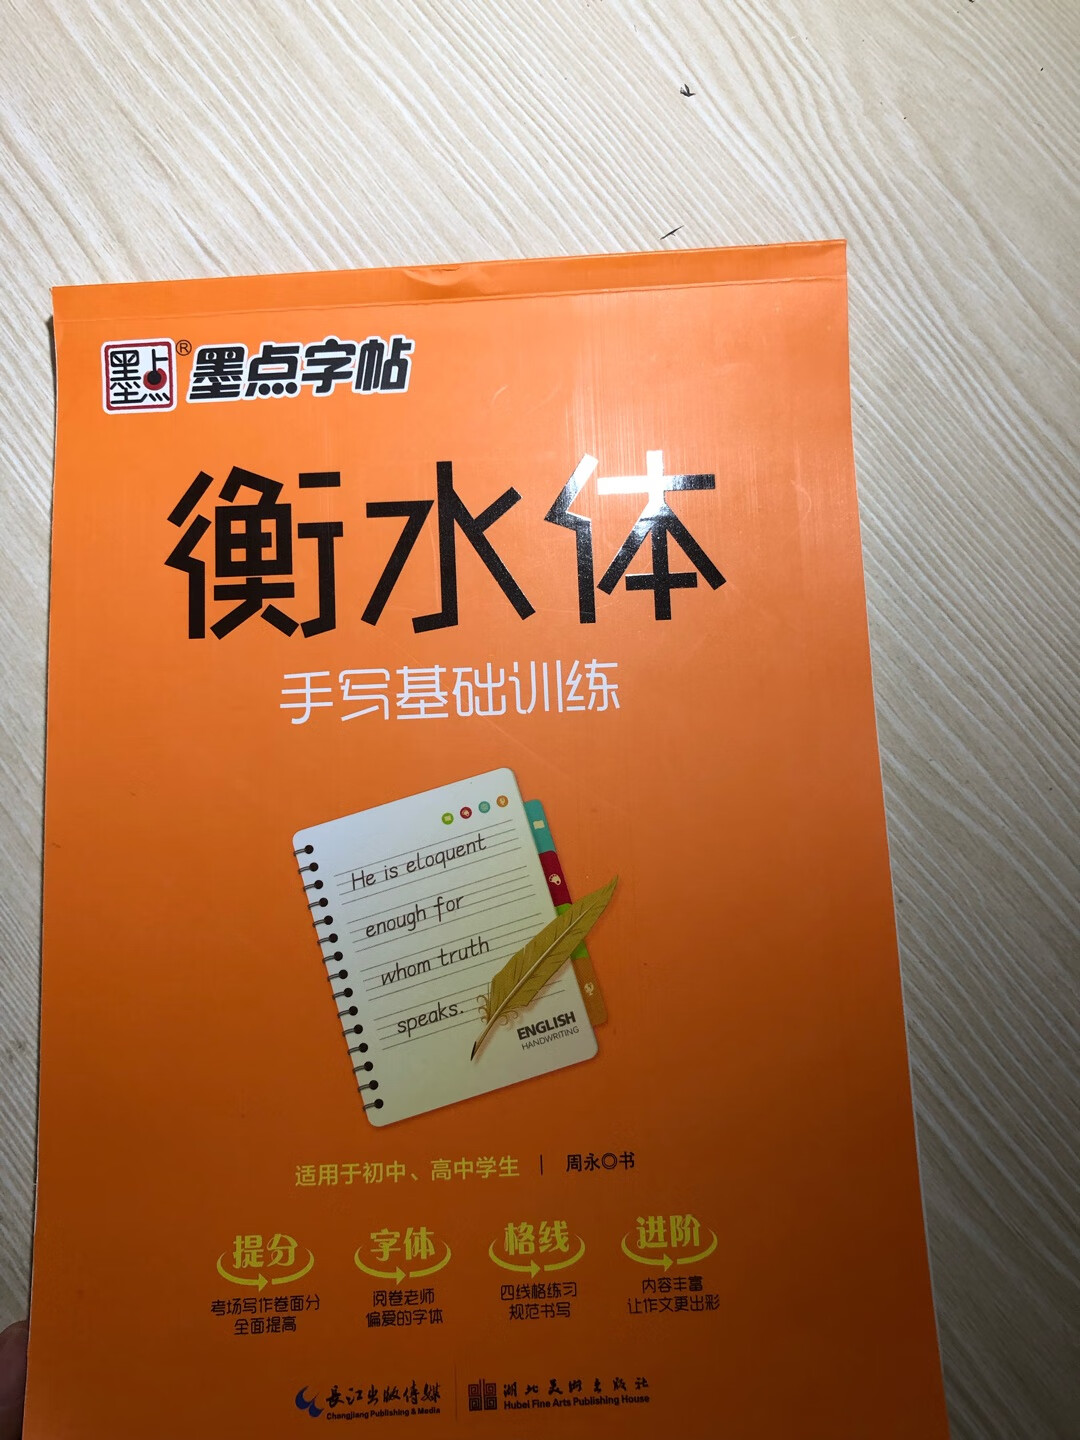 墨点® 墨点字帖
衡水体
手写基础训练
He is eloquent
enough for
whom truth
speaks.
ENGLISH
HANDWRITING
适用于初中、高中学生 | 周永◎书
提分 字体 格线 进阶
考场写作卷面分 阅卷老师 四线格练习 内容丰富
全面提高 偏爱的字体 规范书写 让作文更出彩
长江出版传媒 湖北美术出版社
Changjiang Publishing & Media Hubei Fine Arts Publishing House